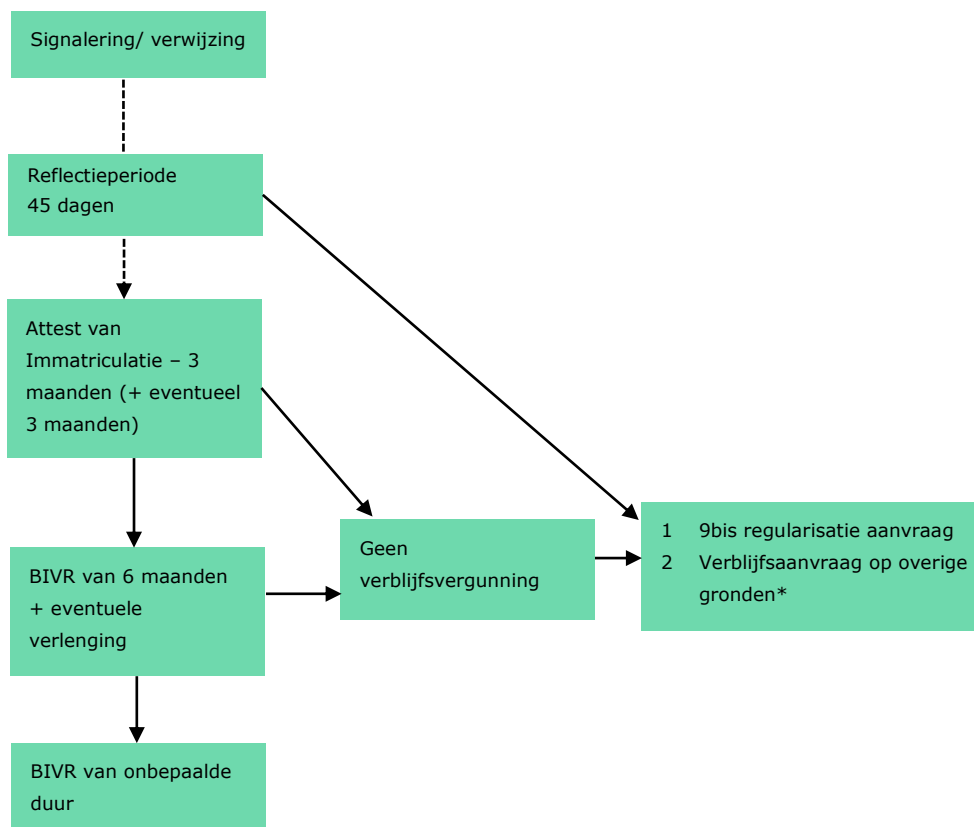 Signalering/ verwijzing
Reflectieperiode
45 dagen
Attest van
Immatriculatie – 3
maanden (+ eventueel
3 maanden)
BIVR van 6 maanden
+ eventuele
verlenging
Geen
verblijfsvergunning
1 9bis regularisatie aanvraag
2 Verblijfsaanvraag op overige
gronden*
BIVR van onbepaalde
duur